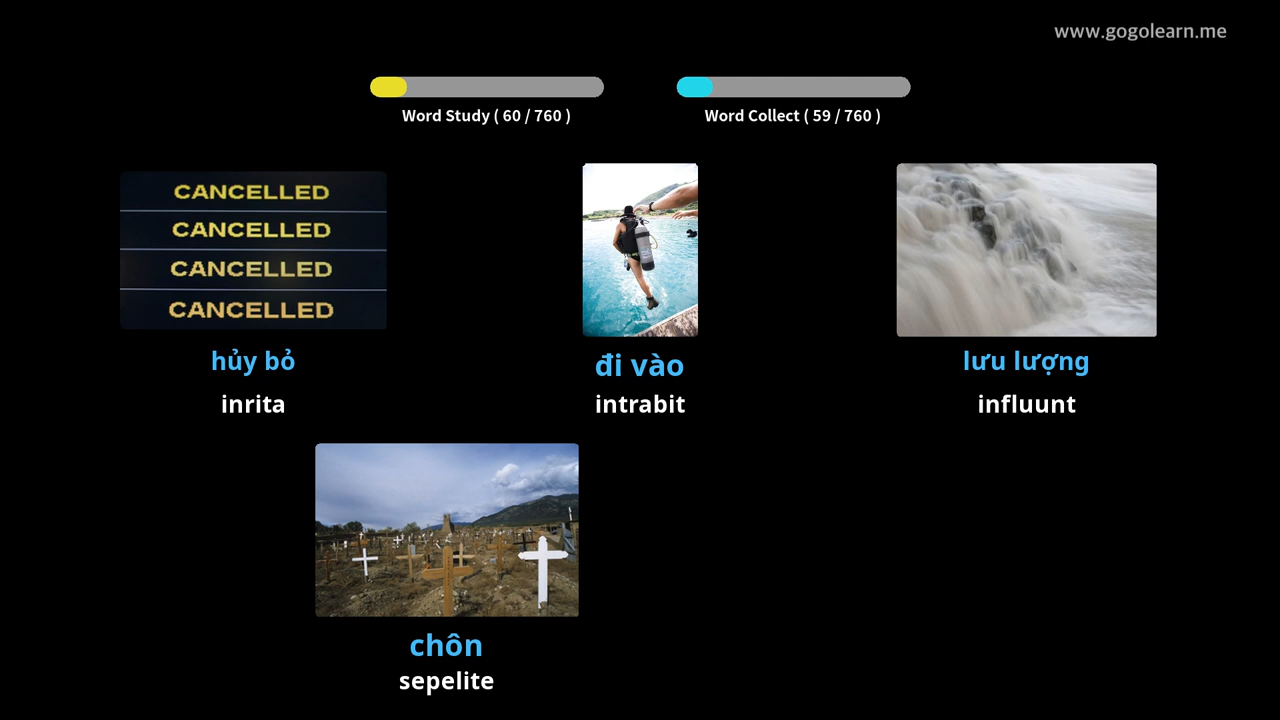 www.gogolearn.me
Word Study ( 60 / 760 )
Word Collect ( 59 / 760 )
CANCELLED
CANCELLED
CANCELLED
CANCELLED
hủy bỏ
inrita
đi vào
intrabit
lưu lượng
influunt
chôn
sepelite